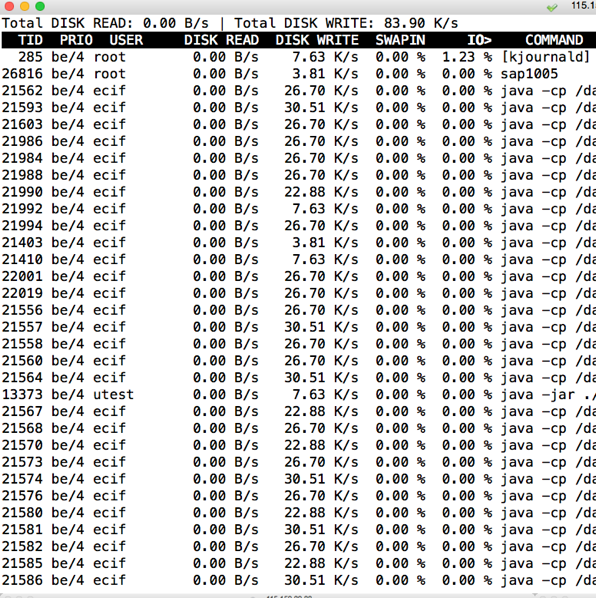 115.15
Total DISK READ: 0.00 B/s | Total DISK WRITE: 83.90 K/s
TID PRIO USER DISK READ DISK WRITE SWAPIN IO> COMMAND
285 be/4 root 0.00 B/s 7.63 K/s 0.00 % 1.23 % [kjournald]
26816 be/4 root 0.00 B/s 3.81 K/s 0.00 % 0.00 % sap1005
21562 be/4 ecif 0.00 B/s 26.70 K/s 0.00 % 0.00 % java -cp /da
21593 be/4 ecif 0.00 B/s 30.51 K/s 0.00 % 0.00 % java -cp /da
21603 be/4 ecif 0.00 B/s 26.70 K/s 0.00 % 0.00 % java -cp /da
21986 be/4 ecif 0.00 B/s 26.70 K/s 0.00 % 0.00 % java -cp /da
21984 be/4 ecif 0.00 B/s 26.70 K/s 0.00 % 0.00 % java -cp /da
21988 be/4 ecif 0.00 B/s 26.70 K/s 0.00 % 0.00 % java -cp /da
21990 be/4 ecif 0.00 B/s 22.88 K/s 0.00 % 0.00 % java -cp /da
21992 be/4 ecif 0.00 B/s 7.63 K/s 0.00 % 0.00 % java -cp /da
21994 be/4 ecif 0.00 B/s 26.70 K/s 0.00 % 0.00 % java -cp /da
21403 be/4 ecif 0.00 B/s 3.81 K/s 0.00 % 0.00 % java -cp /da
21410 be/4 ecif 0.00 B/s 7.63 K/s 0.00 % 0.00 % java -cp /da
22001 be/4 ecif 0.00 B/s 26.70 K/s 0.00 % 0.00 % java -cp /da
22019 be/4 ecif 0.00 B/s 26.70 K/s 0.00 % 0.00 % java -cp /da
21556 be/4 ecif 0.00 B/s 26.70 K/s 0.00 % 0.00 % java -cp /da
21557 be/4 ecif 0.00 B/s 30.51 K/s 0.00 % 0.00 % java -cp /da
21558 be/4 ecif 0.00 B/s 26.70 K/s 0.00 % 0.00 % java -cp /da
21560 be/4 ecif 0.00 B/s 26.70 K/s 0.00 % 0.00 % java -cp /da
21564 be/4 ecif 0.00 B/s 30.51 K/s 0.00 % 0.00 % java -cp /da
13373 be/4 utest 0.00 B/s 7.63 K/s 0.00 % 0.00 % java -jar ./
21567 be/4 ecif 0.00 B/s 22.88 K/s 0.00 % 0.00 % java -cp /da
21568 be/4 ecif 0.00 B/s 26.70 K/s 0.00 % 0.00 % java -cp /da
21570 be/4 ecif 0.00 B/s 22.88 K/s 0.00 % 0.00 % java -cp /da
21573 be/4 ecif 0.00 B/s 26.70 K/s 0.00 % 0.00 % java -cp /da
21574 be/4 ecif 0.00 B/s 30.51 K/s 0.00 % 0.00 % java -cp /da
21576 be/4 ecif 0.00 B/s 26.70 K/s 0.00 % 0.00 % java -cp /da
21580 be/4 ecif 0.00 B/s 22.88 K/s 0.00 % 0.00 % java -cp /da
21581 be/4 ecif 0.00 B/s 30.51 K/s 0.00 % 0.00 % java -cp /da
21582 be/4 ecif 0.00 B/s 26.70 K/s 0.00 % 0.00 % java -cp /da
21585 be/4 ecif 0.00 B/s 22.88 K/s 0.00 % 0.00 % java -cp /da
21586 be/4 ecif 0.00 B/s 30.51 K/s 0.00 % 0.00 % java -cp /da